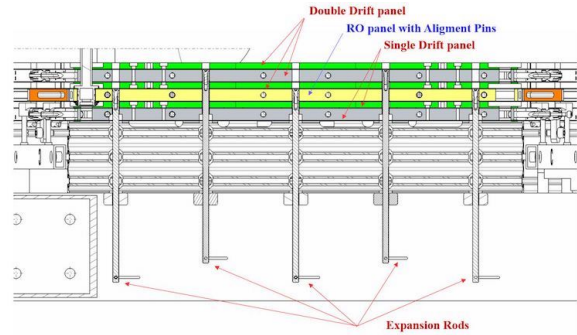 Double Drift panel
RO panel with Aligment Pins
Single Drift panel
Expansion Rods